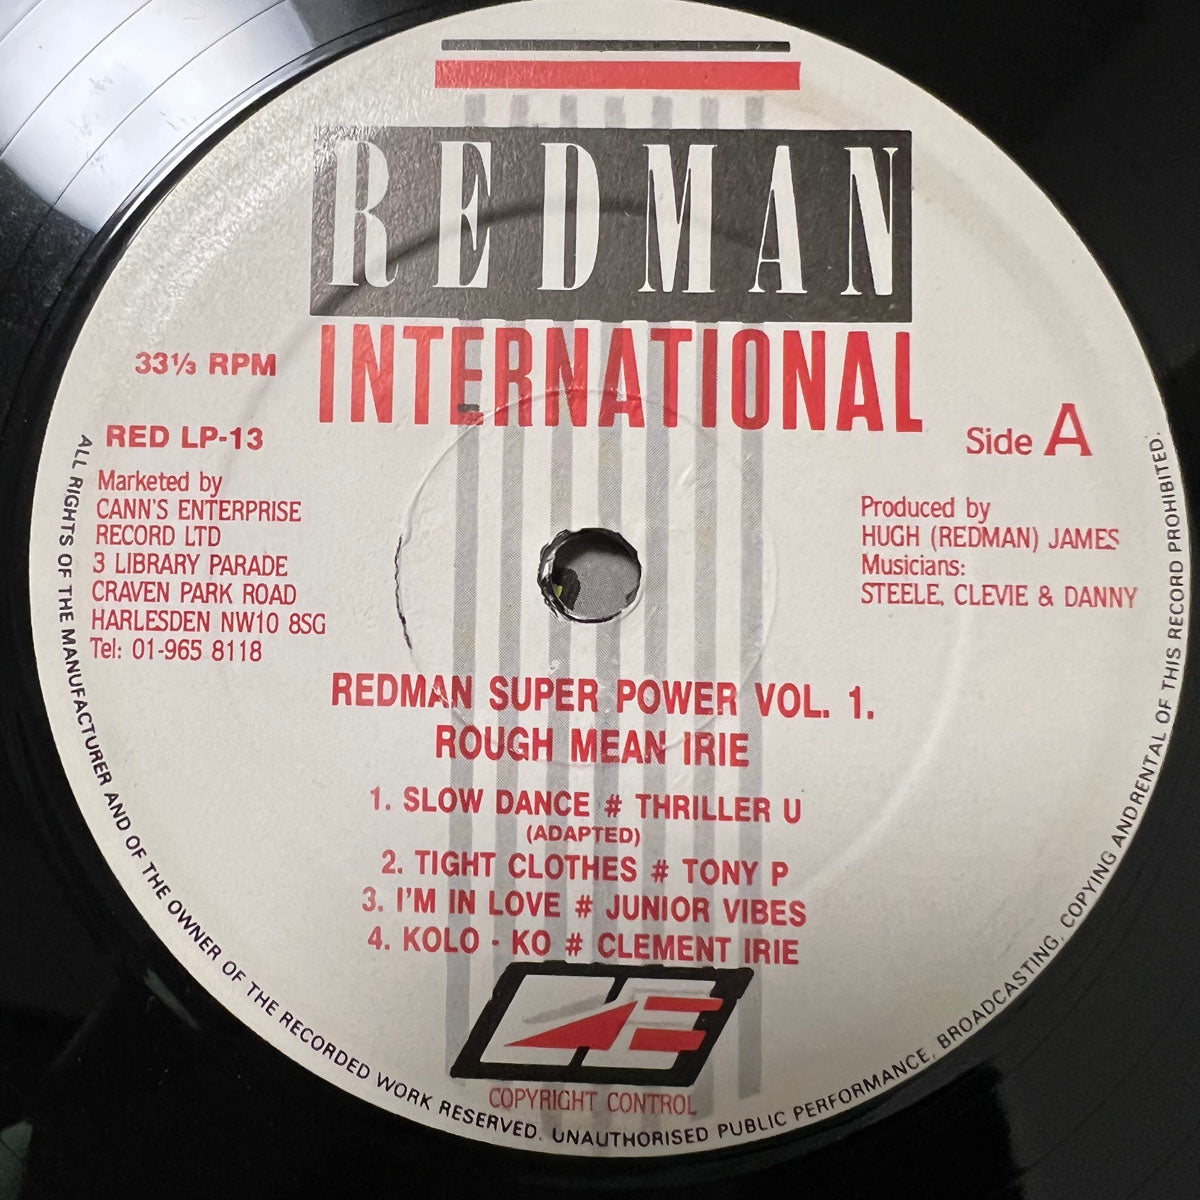 REDMAN
INTERNATIONAL
33⅓ RPM
RED LP-13
Marketed by
CANN'S ENTERPRISE
RECORD LTD
3 LIBRARY PARADE
CRAVEN PARK ROAD
HARLESDEN NW10 8SG
Tel: 01-965 8118
Side A
Produced by
HUGH (REDMAN) JAMES
Musicians:
STEELE, CLEVIE & DANNY
REDMAN SUPER POWER VOL. 1.
ROUGH MEAN IRIE
1. SLOW DANCE # THRILLER U
(ADAPTED)
2. TIGHT CLOTHES # TONY P
3. I'M IN LOVE # JUNIOR VIBES
4. KOLO - KO # CLEMENT IRIE
COPYRIGHT CONTROL
ALL RIGHTS OF THE MANUFACTURER AND OF THE OWNER OF THE RECORDED WORK RESERVED. UNAUTHORISED PUBLIC PERFORMANCE, BROADCASTING, COPYING ANDRENTAL OF THIS RECORD PROHIBITED.